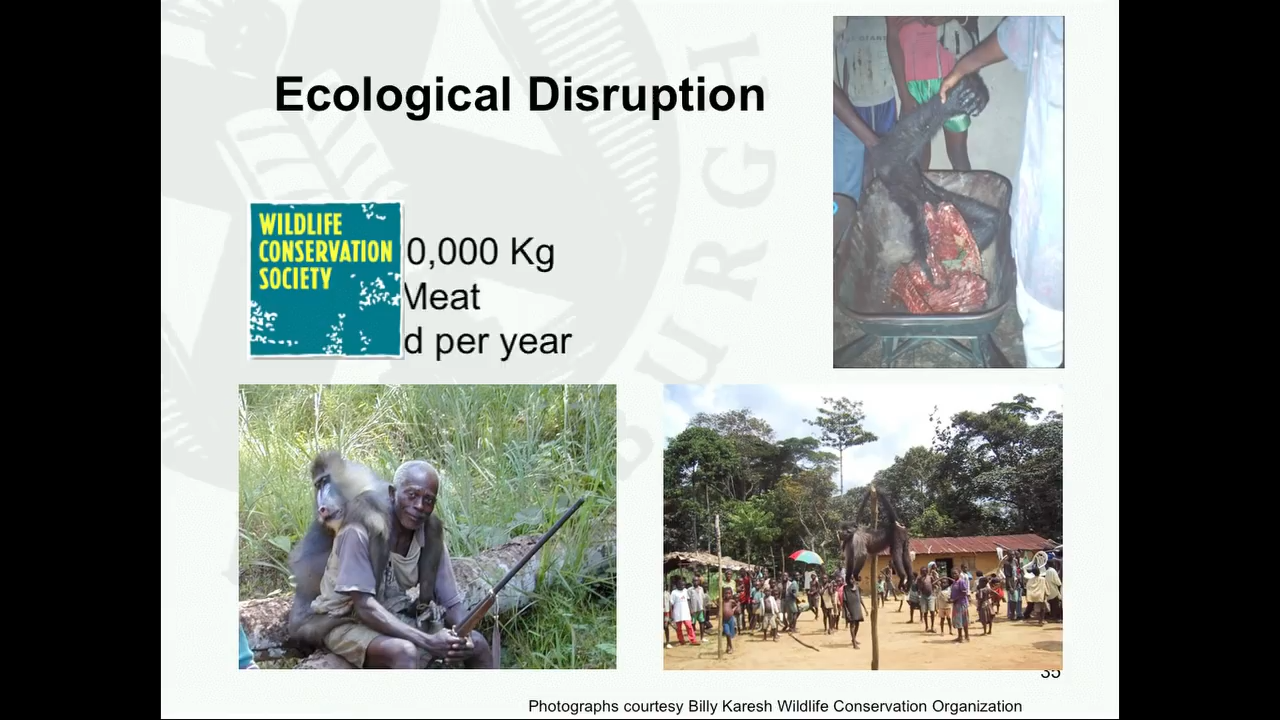 Ecological Disruption
WILDLIFE
CONSERVATION
SOCIETY
0,000 Kg
Meat
d per year
35
Photographs courtesy Billy Karesh Wildlife Conservation Organization
BURGH